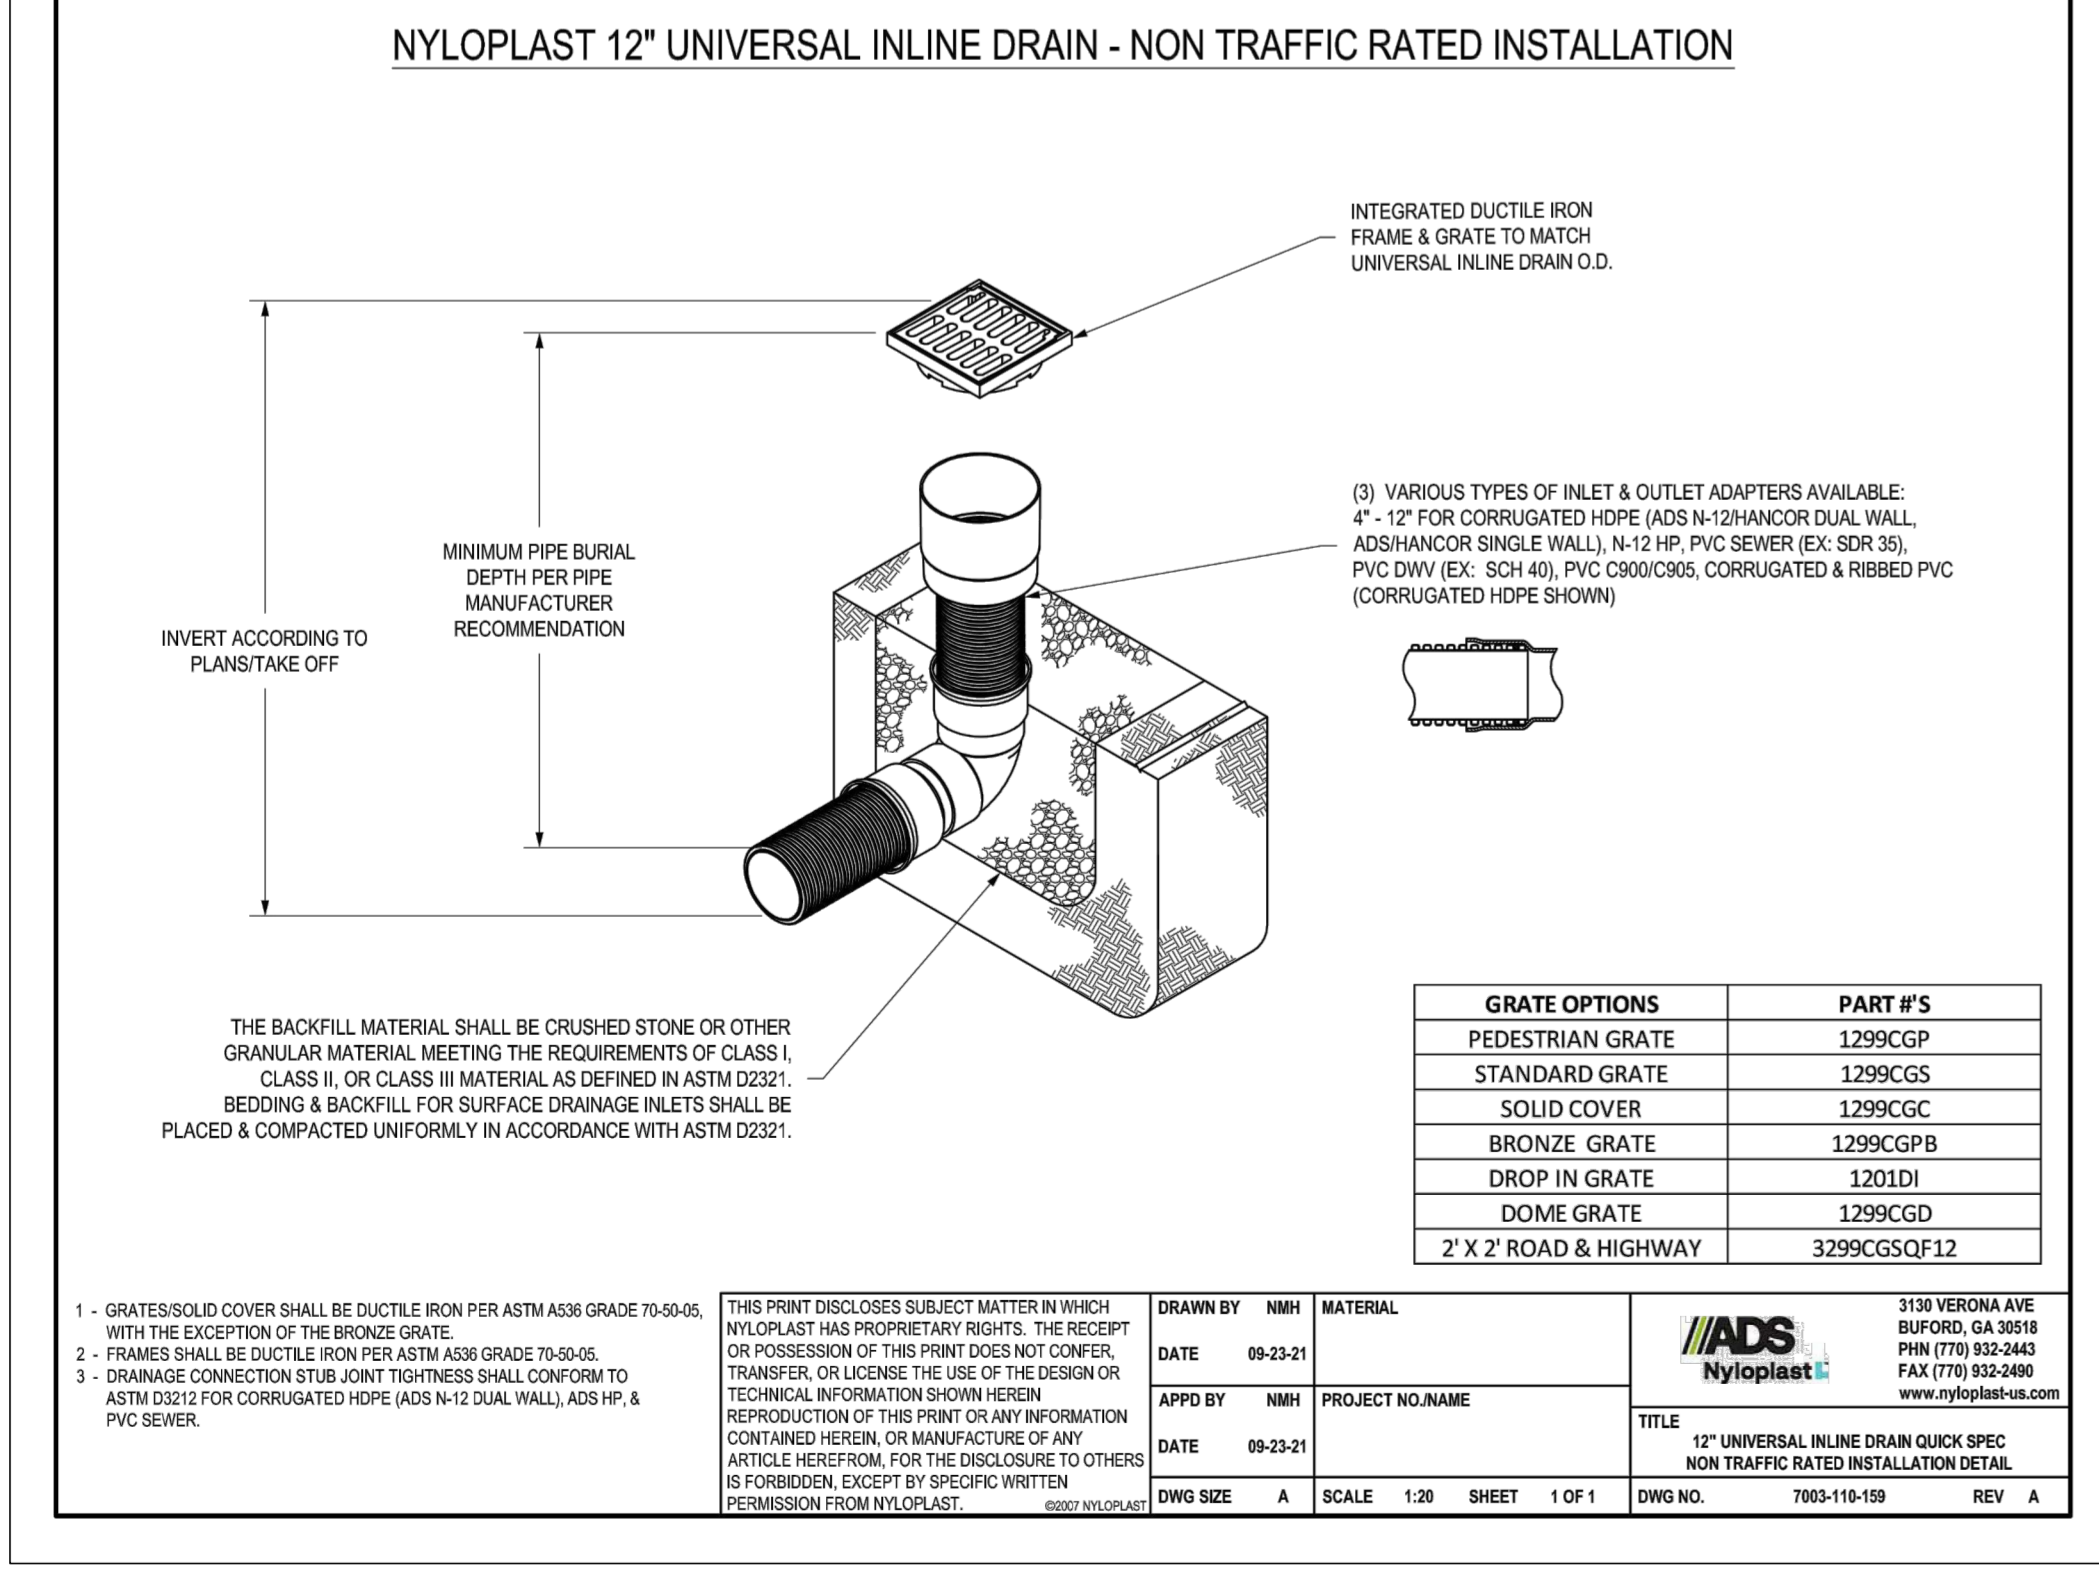 NYLOPLAST 12" UNIVERSAL INLINE DRAIN - NON TRAFFIC RATED INSTALLATION
INTEGRATED DUCTILE IRON
FRAME & GRATE TO MATCH
UNIVERSAL INLINE DRAIN O.D.
(3) VARIOUS TYPES OF INLET & OUTLET ADAPTERS AVAILABLE:
4" - 12" FOR CORRUGATED HDPE (ADS N-12/HANCOR DUAL WALL,
ADS/HANCOR SINGLE WALL), N-12 HP, PVC SEWER (EX: SDR 35),
PVC DWV (EX: SCH 40), PVC C900/C905, CORRUGATED & RIBBED PVC
(CORRUGATED HDPE SHOWN)
MINIMUM PIPE BURIAL
DEPTH PER PIPE
MANUFACTURER
RECOMMENDATION
INVERT ACCORDING TO
PLANS/TAKE OFF
THE BACKFILL MATERIAL SHALL BE CRUSHED STONE OR OTHER
GRANULAR MATERIAL MEETING THE REQUIREMENTS OF CLASS I,
CLASS II, OR CLASS III MATERIAL AS DEFINED IN ASTM D2321.
BEDDING & BACKFILL FOR SURFACE DRAINAGE INLETS SHALL BE
PLACED & COMPACTED UNIFORMLY IN ACCORDANCE WITH ASTM D2321.
GRATE OPTIONS PART #'S
PEDESTRIAN GRATE 1299CGP
STANDARD GRATE 1299CGS
SOLID COVER 1299CGC
BRONZE GRATE 1299CGPB
DROP IN GRATE 1201DI
DOME GRATE 1299CGD
2' X 2' ROAD & HIGHWAY 3299CGSQF12
1 - GRATES/SOLID COVER SHALL BE DUCTILE IRON PER ASTM A536 GRADE 70-50-05,
WITH THE EXCEPTION OF THE BRONZE GRATE.
2 - FRAMES SHALL BE DUCTILE IRON PER ASTM A536 GRADE 70-50-05.
3 - DRAINAGE CONNECTION STUB JOINT TIGHTNESS SHALL CONFORM TO
ASTM D3212 FOR CORRUGATED HDPE (ADS N-12 DUAL WALL), ADS HP, &
PVC SEWER.
THIS PRINT DISCLOSES SUBJECT MATTER IN WHICH
NYLOPLAST HAS PROPRIETARY RIGHTS. THE RECEIPT
OR POSSESSION OF THIS PRINT DOES NOT CONFER,
TRANSFER, OR LICENSE THE USE OF THE DESIGN OR
TECHNICAL INFORMATION SHOWN HEREIN
REPRODUCTION OF THIS PRINT OR ANY INFORMATION
CONTAINED HEREIN, OR MANUFACTURE OF ANY
ARTICLE HEREFROM, FOR THE DISCLOSURE TO OTHERS
IS FORBIDDEN, EXCEPT BY SPECIFIC WRITTEN
PERMISSION FROM NYLOPLAST. ©2007 NYLOPLAST
DRAWN BY NMH
DATE 09-23-21
APPD BY NMH
DATE 09-23-21
DWG SIZE A
MATERIAL
PROJECT NO./NAME
SCALE 1:20 SHEET 1 OF 1
ADS
Nyloplast
3130 VERONA AVE
BUFORD, GA 30518
PHN (770) 932-2443
FAX (770) 932-2490
www.nyloplast-us.com
TITLE
12" UNIVERSAL INLINE DRAIN QUICK SPEC
NON TRAFFIC RATED INSTALLATION DETAIL
DWG NO. 7003-110-159 REV A